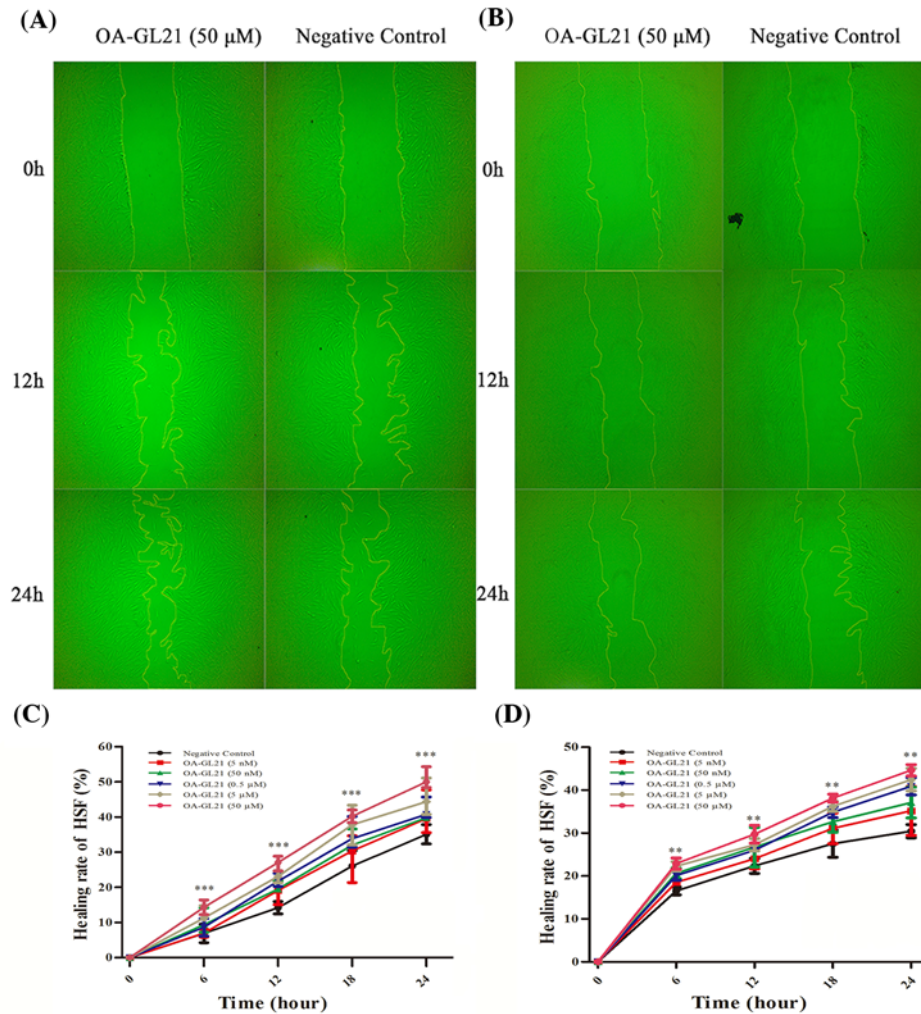 (A)
OA-GL21 (50 μM) Negative Control
0h
12h
24h
(B)
OA-GL21 (50 μM) Negative Control
0h
12h
24h
(C)
Healing rate of HSF (%)
60
50
40
30
20
10
0
Negative Control
OA-GL21 (5 nM)
OA-GL21 (50 nM)
OA-GL21 (0.5 μM)
OA-GL21 (5 μM)
OA-GL21 (50 μM)
*** *** *** ***
0 6 12 18 24
Time (hour)
(D)
Healing rate of HSF (%)
50
40
30
20
10
0
Negative Control
OA-GL21 (5 nM)
OA-GL21 (50 nM)
OA-GL21 (0.5 μM)
OA-GL21 (5 μM)
OA-GL21 (50 μM)
** ** ** **
0 6 12 18 24
Time (hour)